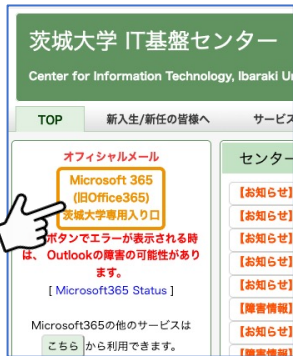 茨城大学 IT基盤センター
Center for Information Technology, Ibaraki U
TOP 新入生/新任の皆様へ サービス
オフィシャルメール
Microsoft 365
(旧Office365)
茨城大学専用入り口
ボタンでエラーが表示される時
は、 Outlookの障害の可能性があり
ます。
[ Microsoft365 Status ]
Microsoft365の他のサービスは
こちら から利用できます。
センター
【お知らせ】
【お知らせ】
【お知らせ】
【お知らせ】
【お知らせ】
【障害情報】
【お知らせ】
【障害情報】